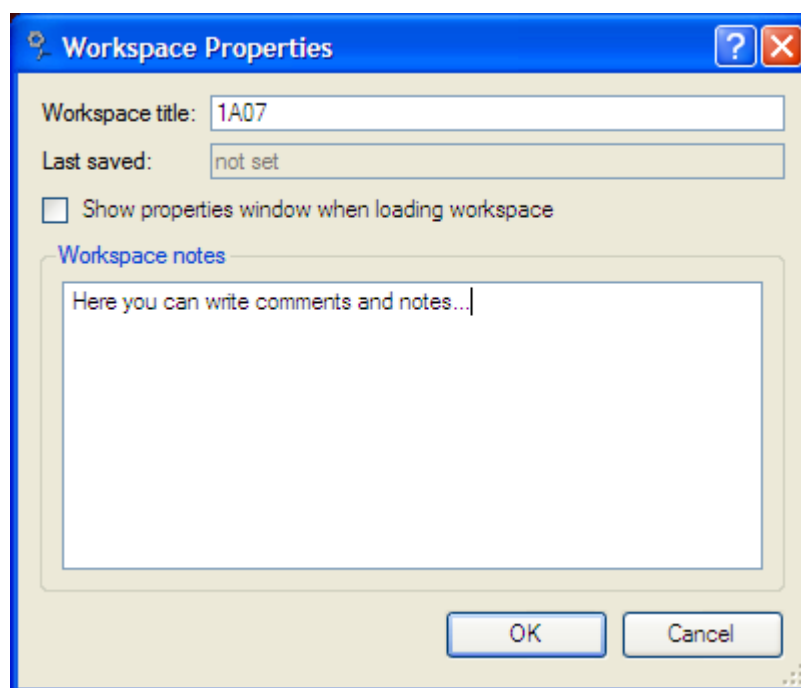 Workspace Properties
Workspace title: 1A07
Last saved: not set
Show properties window when loading workspace
Workspace notes
Here you can write comments and notes...
OK Cancel